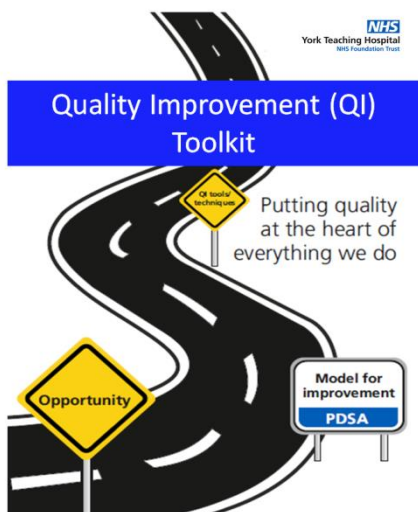 NHS
York Teaching Hospital
NHS Foundation Trust
Quality Improvement (QI)
Toolkit
QI tools/
techniques
Putting quality
at the heart of
everything we do
Opportunity
Model for
improvement
PDSA